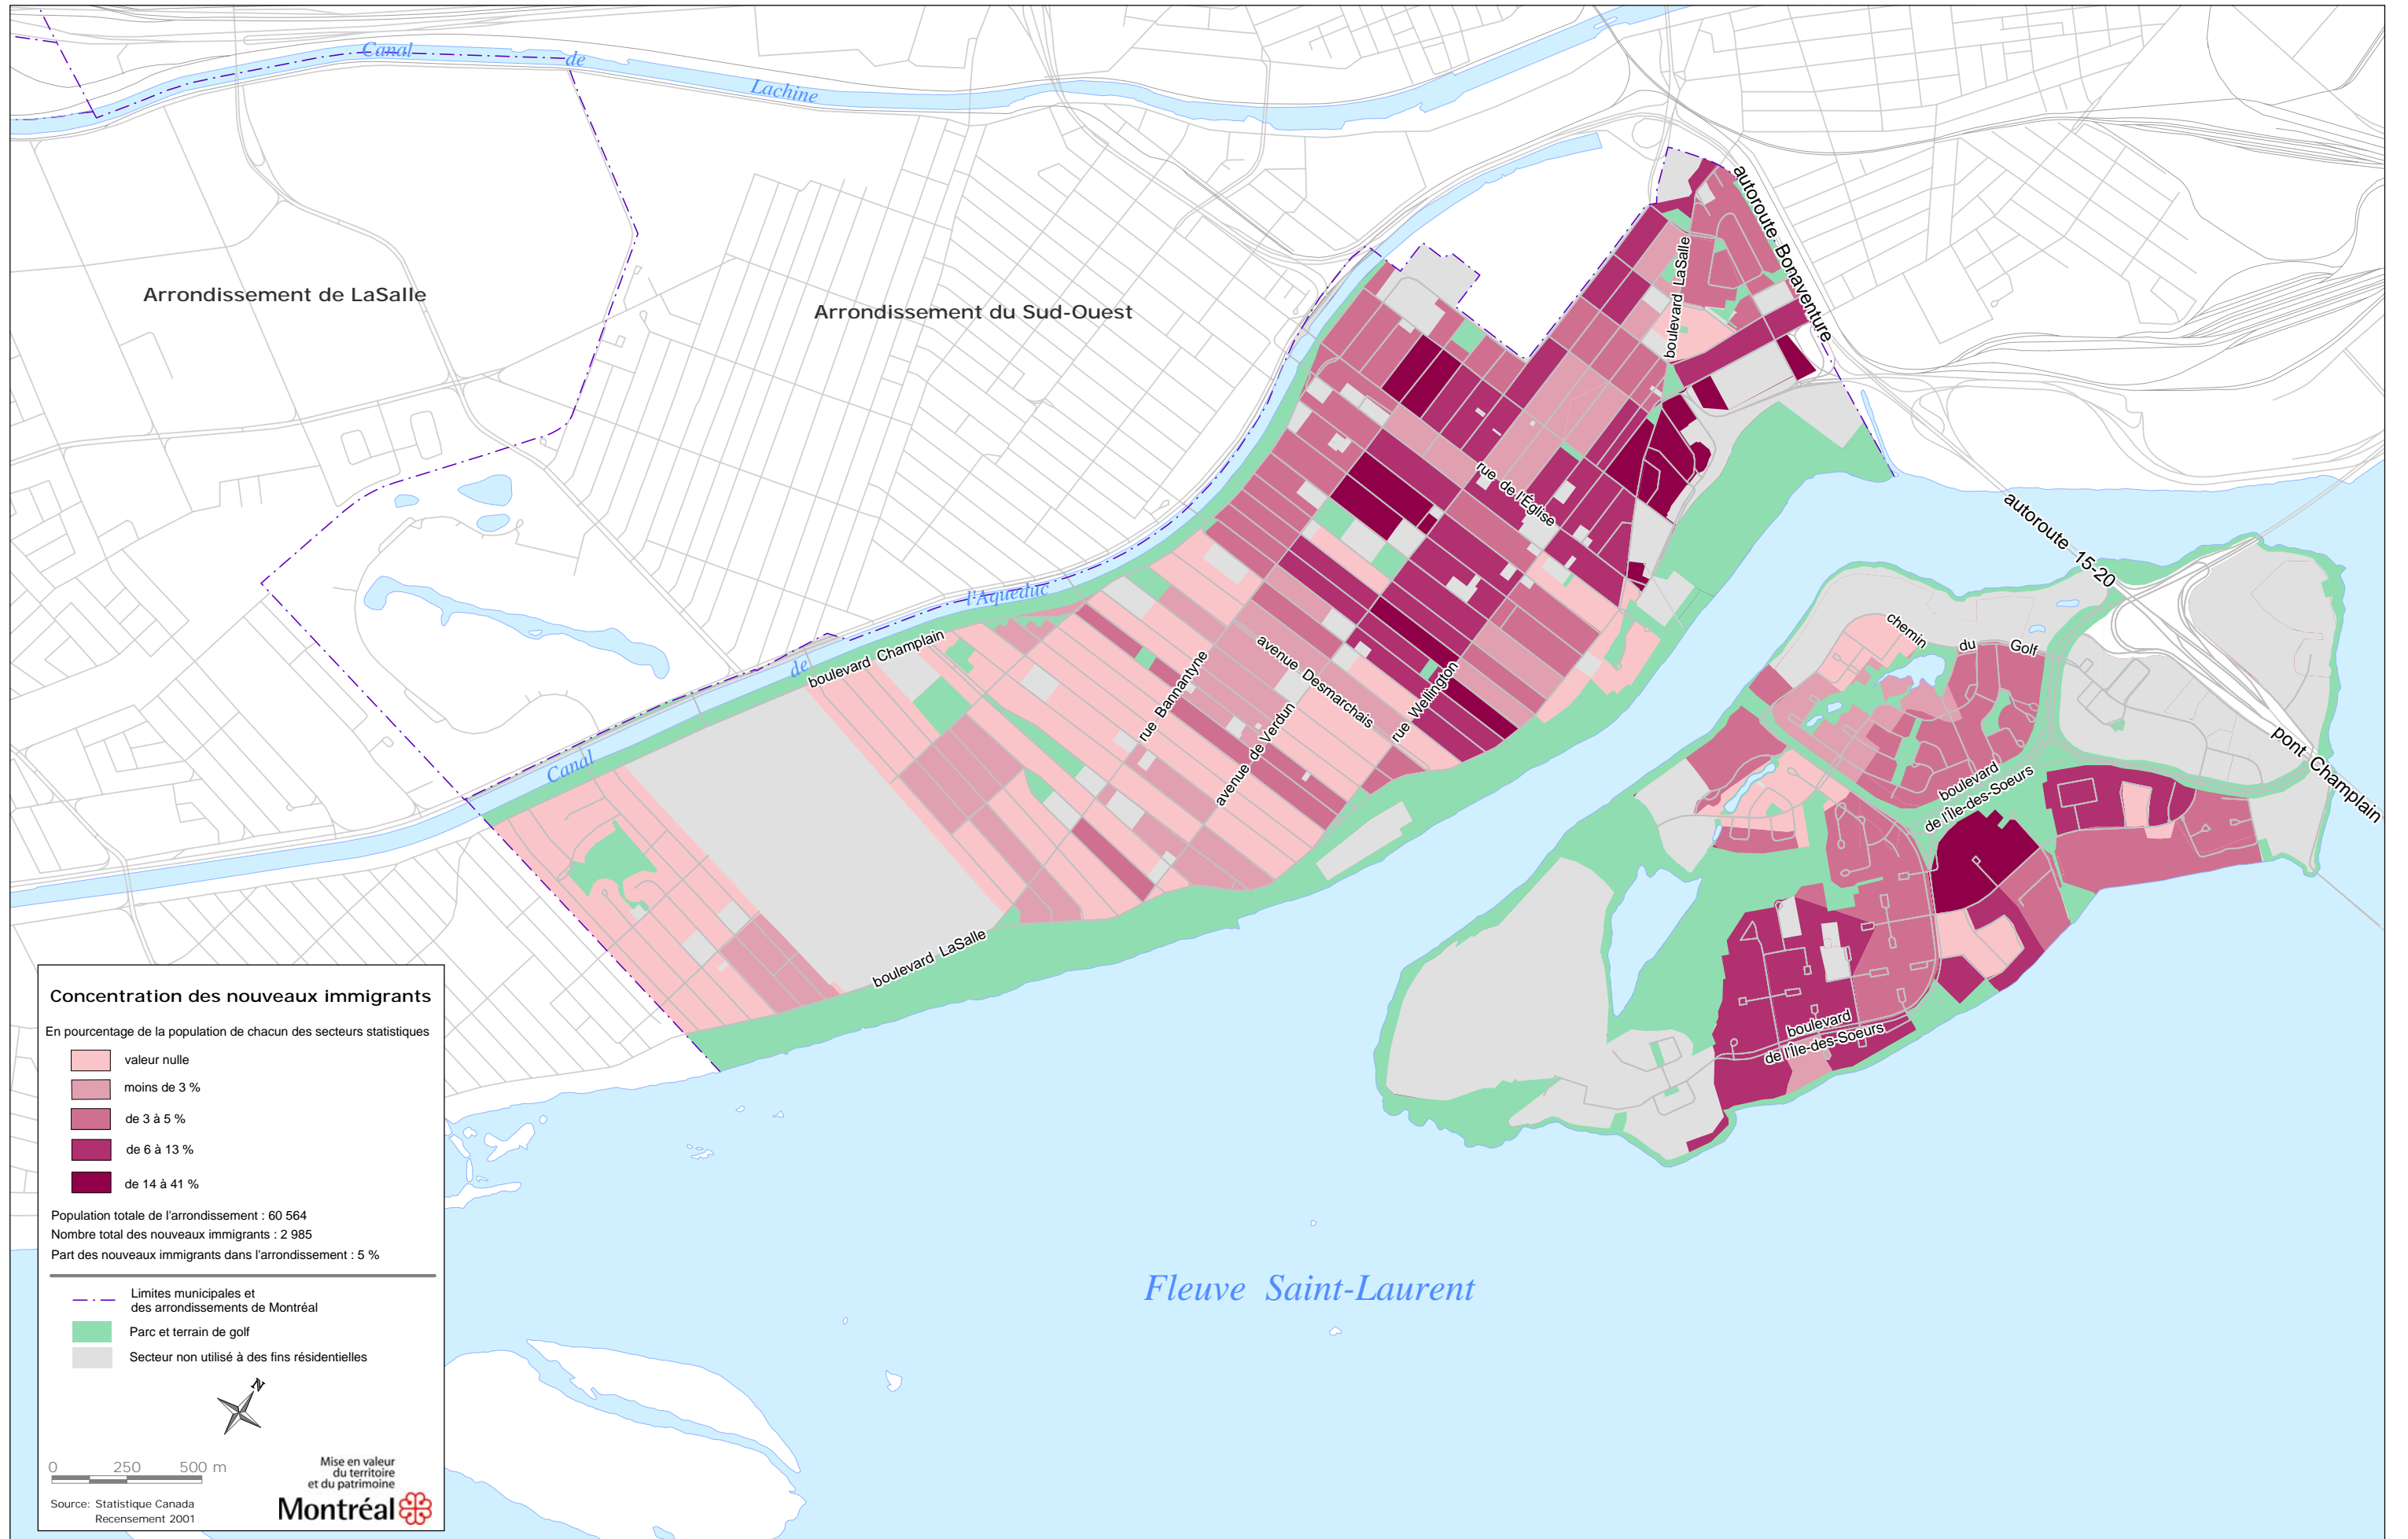 Canal
de
Lachine
Arrondissement de LaSalle
Arrondissement du Sud-Ouest
autoroute Bonaventure
boulevard LaSalle
rue de l'Église
autoroute 15-20
l'Aqueduc
de
Canal
boulevard Champlain
rue Bannantyne
avenue Desmarchais
avenue de Verdun
rue Wellington
chemin
du
Golf
boulevard
de l'Île-des-Soeurs
pont Champlain
boulevard LaSalle
boulevard
de l'Île-des-Soeurs
Fleuve Saint-Laurent
Concentration des nouveaux immigrants
En pourcentage de la population de chacun des secteurs statistiques
valeur nulle
moins de 3 %
de 3 à 5 %
de 6 à 13 %
de 14 à 41 %
Population totale de l'arrondissement : 60 564
Nombre total des nouveaux immigrants : 2 985
Part des nouveaux immigrants dans l'arrondissement : 5 %
Limites municipales et
des arrondissements de Montréal
Parc et terrain de golf
Secteur non utilisé à des fins résidentielles
N
0 250 500 m
Source: Statistique Canada
Recensement 2001
Mise en valeur
du territoire
et du patrimoine
Montréal